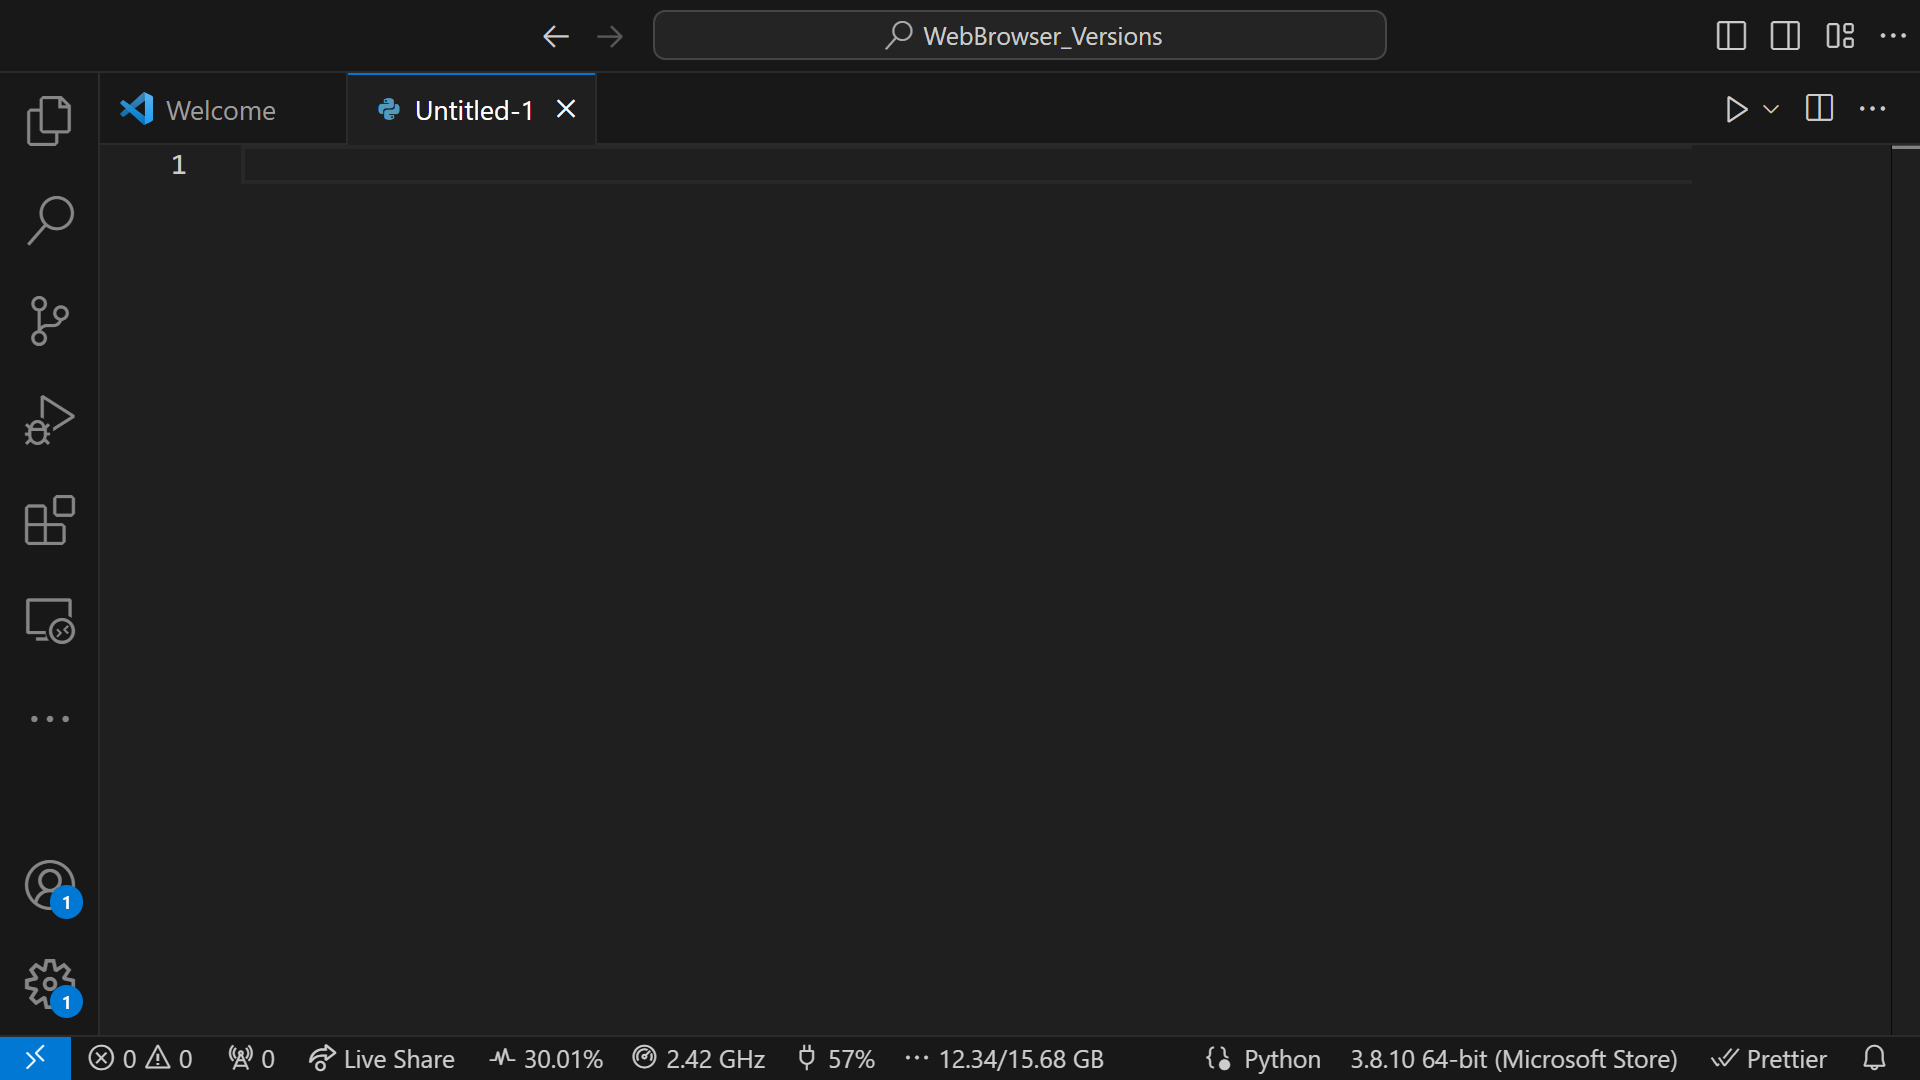 WebBrowser_Versions
Welcome
Untitled-1
1
1
1
0 0 0 Live Share 30.01% 2.42 GHz 57% 12.34/15.68 GB Python 3.8.10 64-bit (Microsoft Store) Prettier